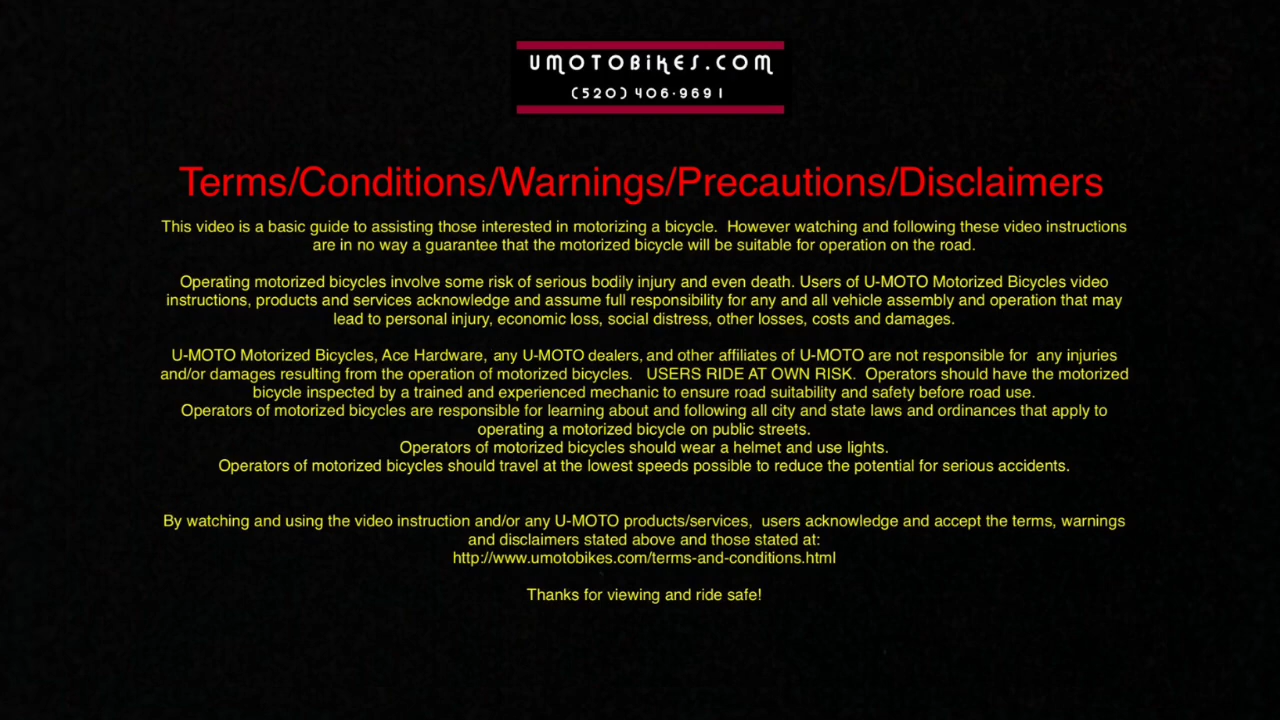 UMOTOBIKES.COM
(520) 406-9691
Terms/Conditions/Warnings/Precautions/Disclaimers
This video is a basic guide to assisting those interested in motorizing a bicycle.  However watching and following these video instructions
are in no way a guarantee that the motorized bicycle will be suitable for operation on the road.
Operating motorized bicycles involve some risk of serious bodily injury and even death. Users of U-MOTO Motorized Bicycles video
instructions, products and services acknowledge and assume full responsibility for any and all vehicle assembly and operation that may
lead to personal injury, economic loss, social distress, other losses, costs and damages.
U-MOTO Motorized Bicycles, Ace Hardware, any U-MOTO dealers, and other affiliates of U-MOTO are not responsible for  any injuries
and/or damages resulting from the operation of motorized bicycles.   USERS RIDE AT OWN RISK.  Operators should have the motorized
bicycle inspected by a trained and experienced mechanic to ensure road suitability and safety before road use.
Operators of motorized bicycles are responsible for learning about and following all city and state laws and ordinances that apply to
operating a motorized bicycle on public streets.
Operators of motorized bicycles should wear a helmet and use lights.
Operators of motorized bicycles should travel at the lowest speeds possible to reduce the potential for serious accidents.
By watching and using the video instruction and/or any U-MOTO products/services,  users acknowledge and accept the terms, warnings
and disclaimers stated above and those stated at:
http://www.umotobikes.com/terms-and-conditions.html
Thanks for viewing and ride safe!